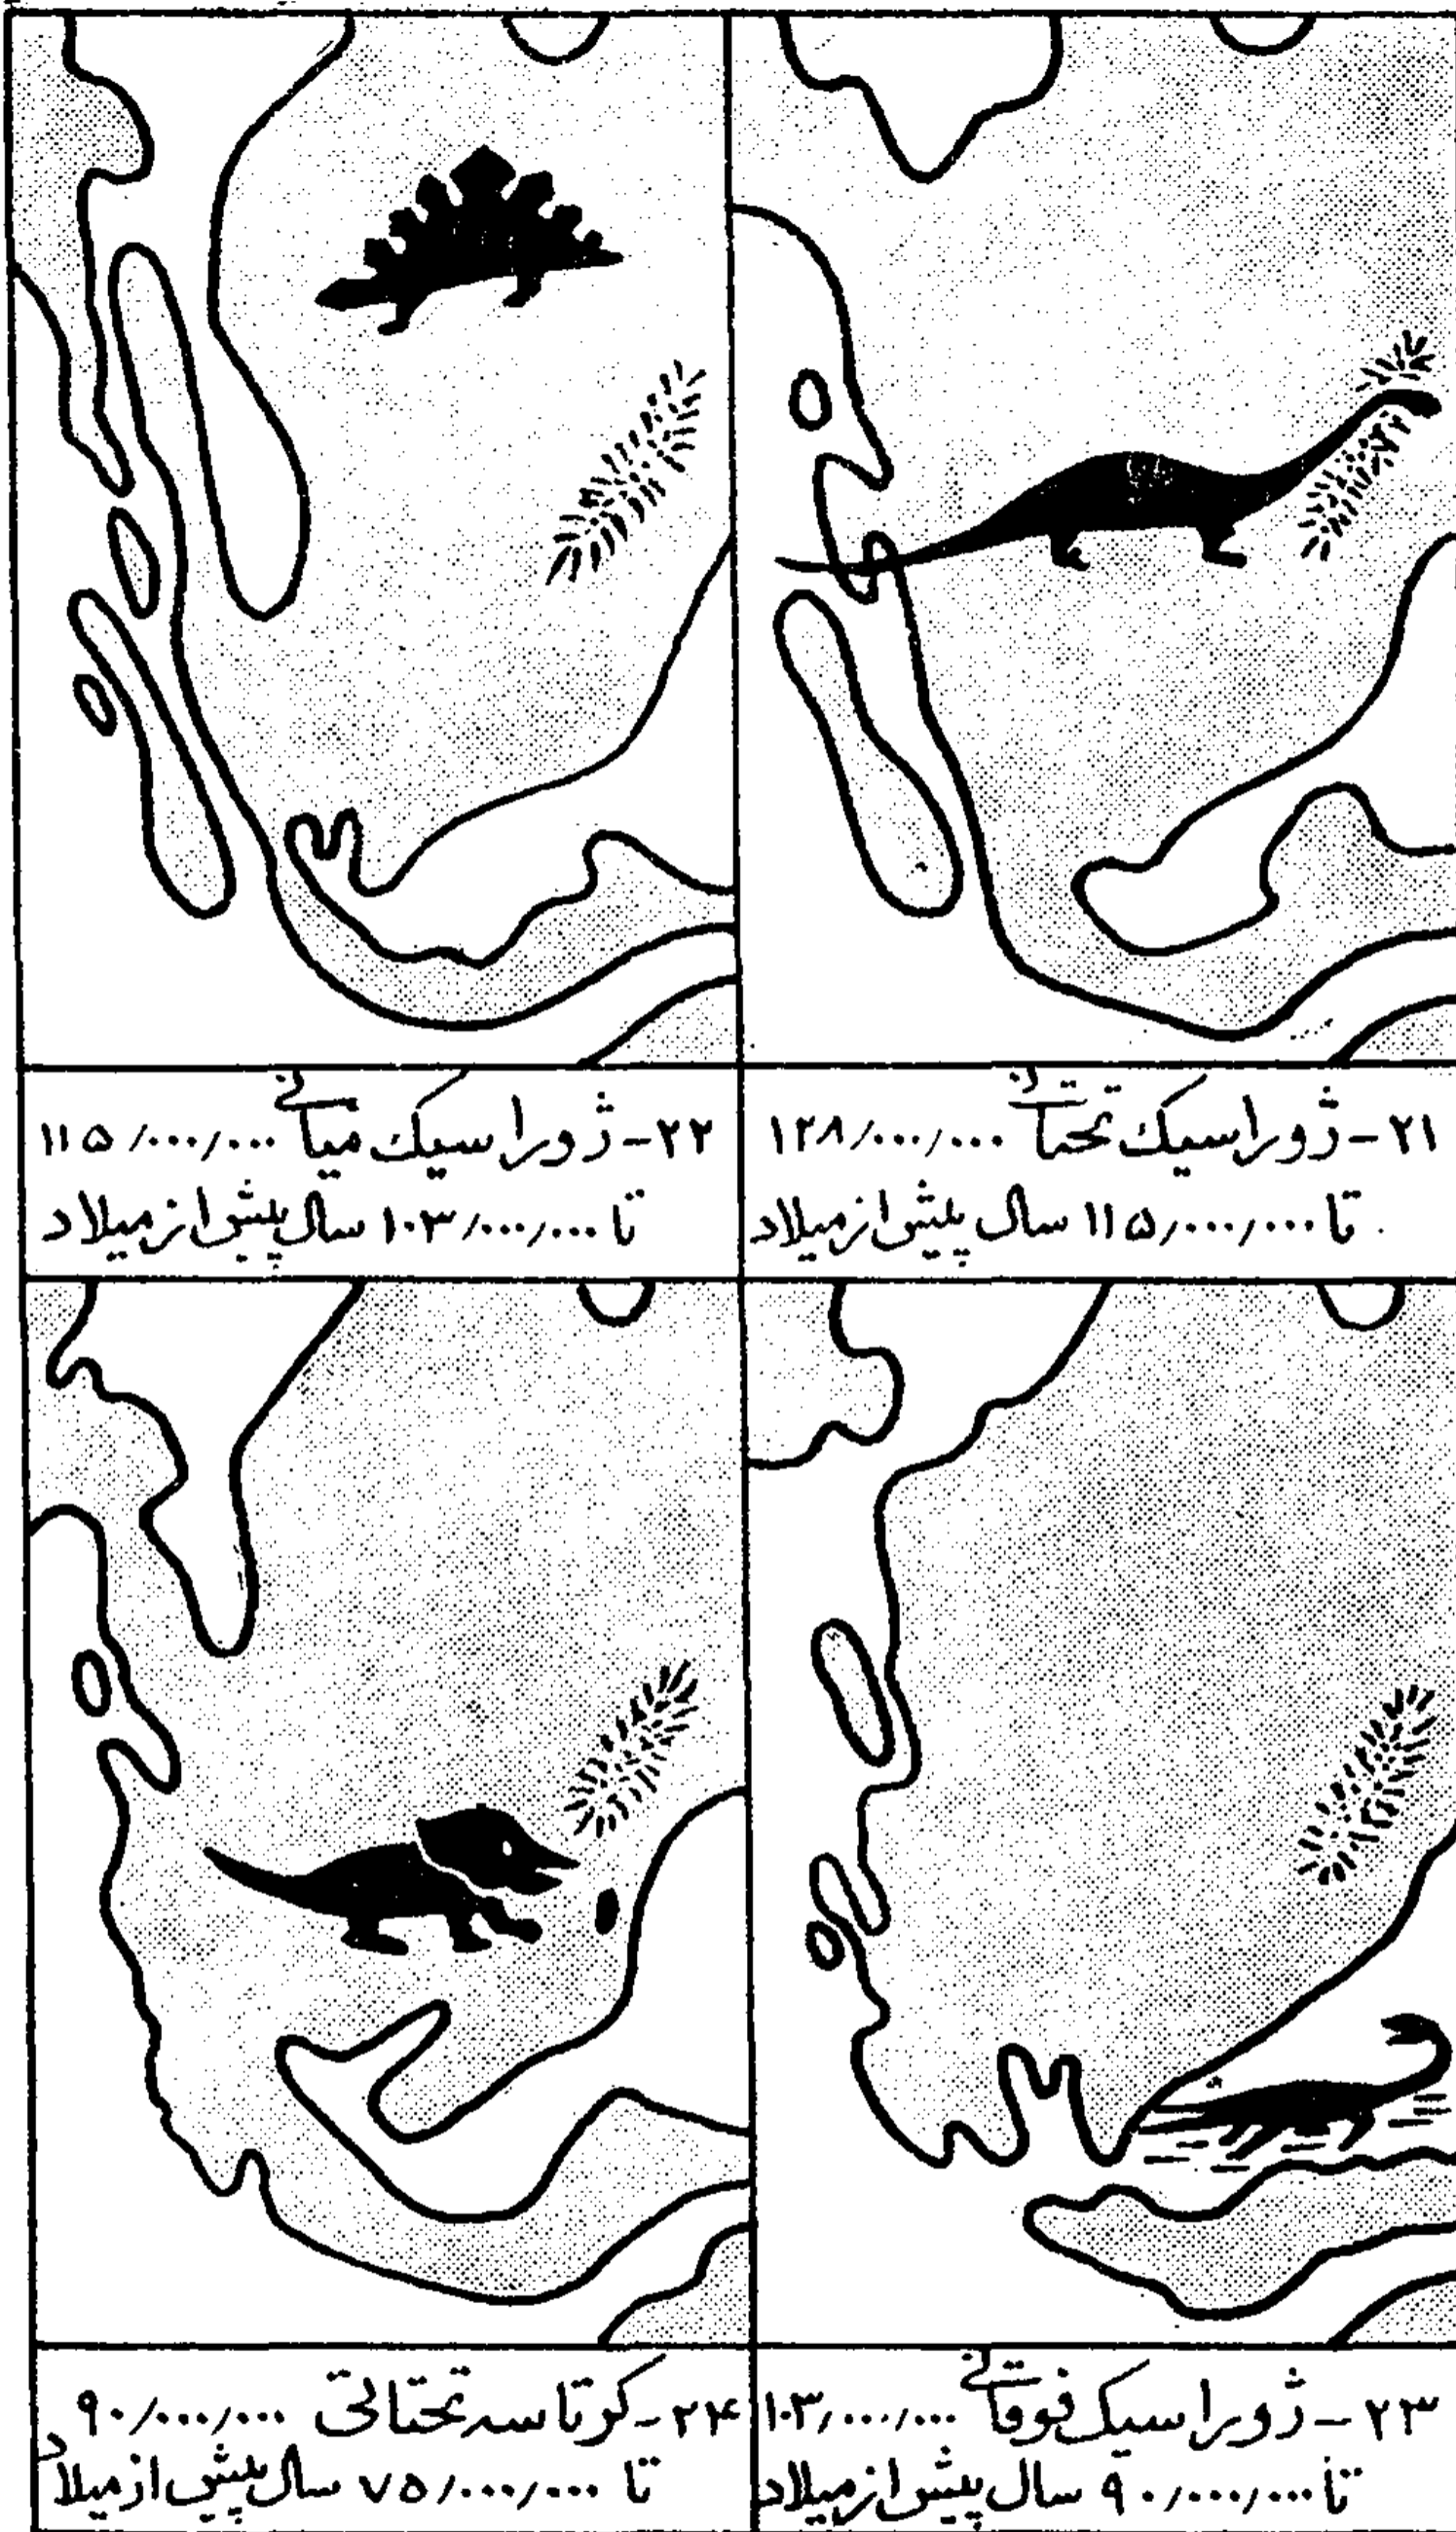 ۲۱- ژوراسیک تحتانی ۱۲۸/۰۰۰/۰۰۰
تا ۱۱۵/۰۰۰/۰۰۰ سال پیش از میلاد
۲۲- ژوراسیک میانی ۱۱۵/۰۰۰/۰۰۰
تا ۱۰۳/۰۰۰/۰۰۰ سال پیش از میلاد
۲۳- ژوراسیک فوقانی ۱۰۳/۰۰۰/۰۰۰
تا ۹۰/۰۰۰/۰۰۰ سال پیش از میلاد
۲۴- کرتاسه تحتانی ۹۰/۰۰۰/۰۰۰
تا ۷۵/۰۰۰/۰۰۰ سال پیش از میلاد